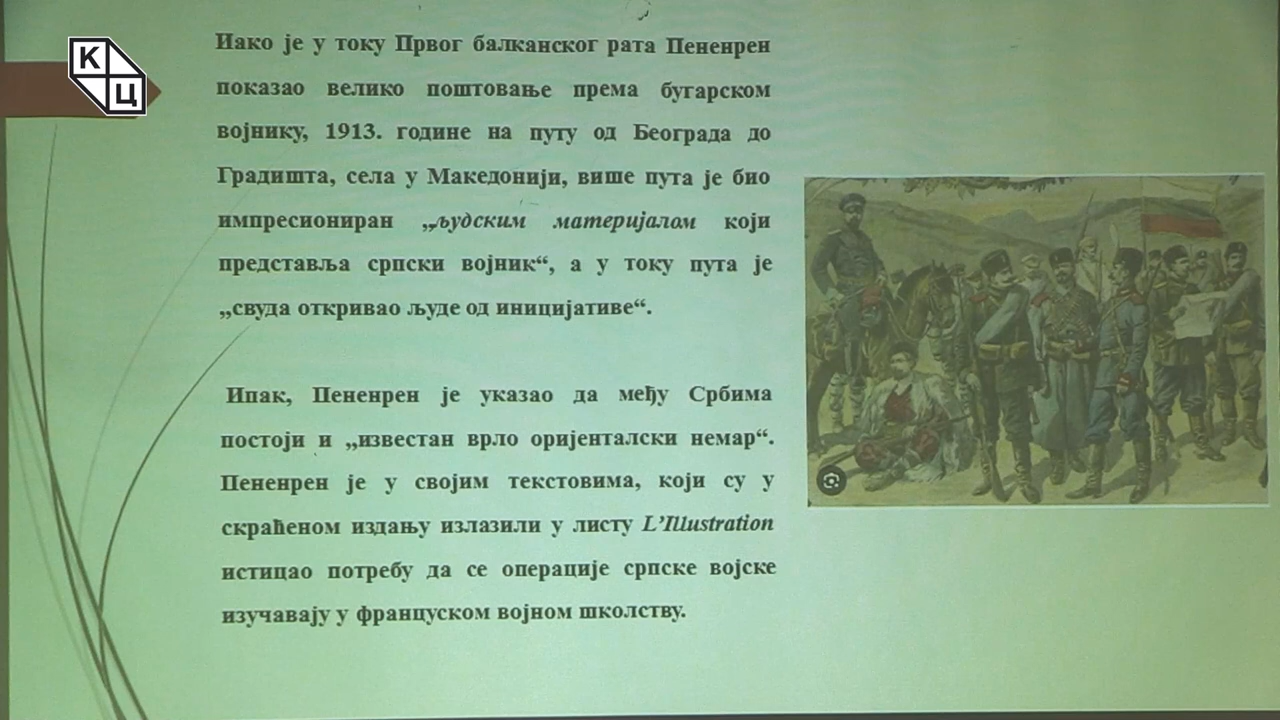 К
Ц
Иако је у току Првог балканског рата Пененрен
показао велико поштовање према бугарском
војнику, 1913. године на путу од Београда до
Градишта, села у Македонији, више пута је био
импресиониран „људским материјалом који
представља српски војник“, а у току пута је
„свуда откривао људе од иницијативе“.
Ипак, Пененрен је указао да међу Србима
постоји и „известан врло оријенталски немар“.
Пененрен је у својим текстовима, који су у
скраћеном издању излазили у листу L’Illustration
истицао потребу да се операције српске војске
изучавају у француском војном школству.